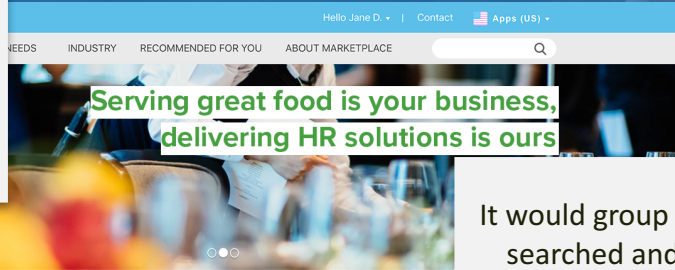 Hello Jane D. | Contact Apps (US)
NEEDS INDUSTRY RECOMMENDED FOR YOU ABOUT MARKETPLACE
Serving great food is your business,
delivering HR solutions is ours
It would group
searched and